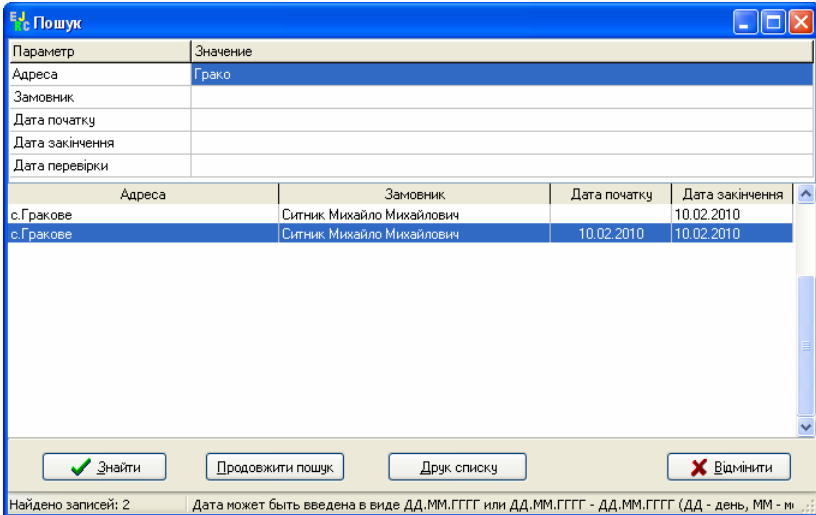 EJRC Пошук
Параметр Значение
Адреса Грако
Замовник
Дата початку
Дата закінчення
Дата перевірки
Адреса Замовник Дата початку Дата закінчення
с.Гракове Ситник Михайло Михайлович 10.02.2010
с.Гракове Ситник Михайло Михайлович 10.02.2010 10.02.2010
Знайти Продовжити пошук Друк списку Відмінити
Найдено записей: 2 Дата может быть введена в виде ДД.ММ.ГГГГ или ДД.ММ.ГГГГ - ДД.ММ.ГГГГ (ДД - день, ММ -